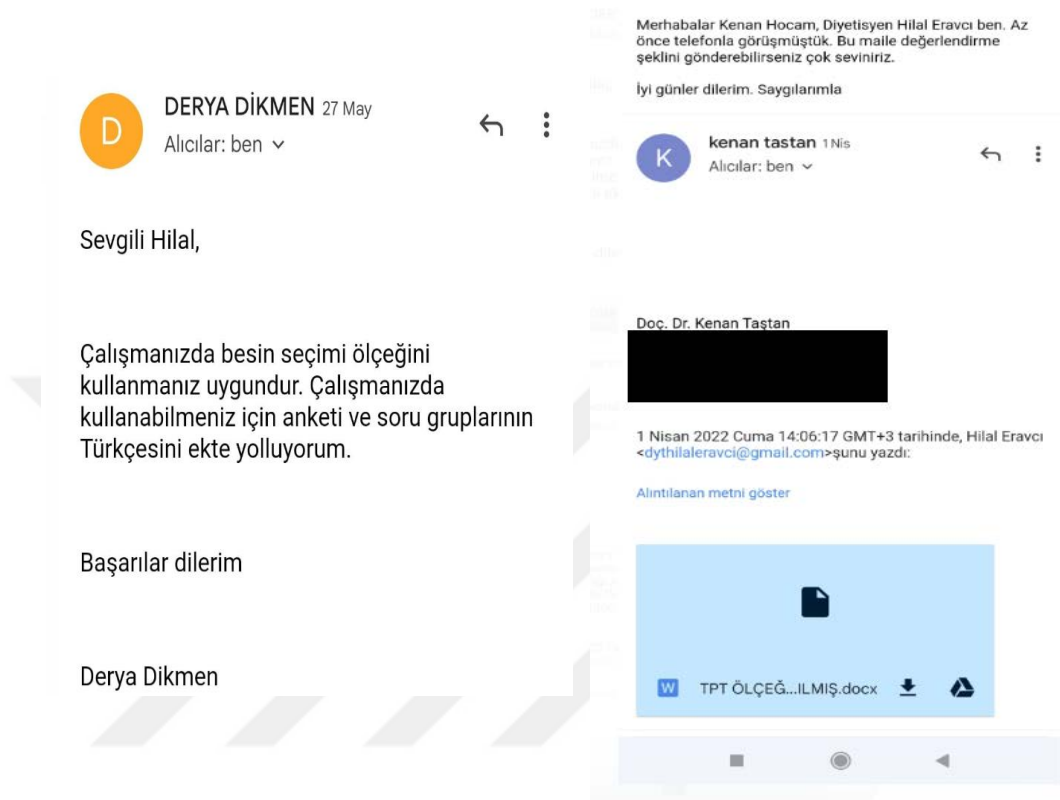 D
DERYA DİKMEN 27 May
Alıcılar: ben
Sevgili Hilal,
Çalışmanızda besin seçimi ölçeğini
kullanmanız uygundur. Çalışmanızda
kullanabilmeniz için anketi ve soru gruplarının
Türkçesini ekte yolluyorum.
Başarılar dilerim
Derya Dikmen
Merhabalar Kenan Hocam, Diyetisyen Hilal Eravcı ben. Az
önce telefonla görüşmüştük. Bu maile değerlendirme
şeklini gönderebilirseniz çok seviniriz.
İyi günler dilerim. Saygılarımla
K
kenan tastan 1 Nis
Alıcılar: ben
Doç. Dr. Kenan Taştan
1 Nisan 2022 Cuma 14:06:17 GMT+3 tarihinde, Hilal Eravcı
<dythilaleravci@gmail.com>şunu yazdı:
Alıntılanan metni göster
W TPT ÖLÇEĞ...ILMIŞ.docx